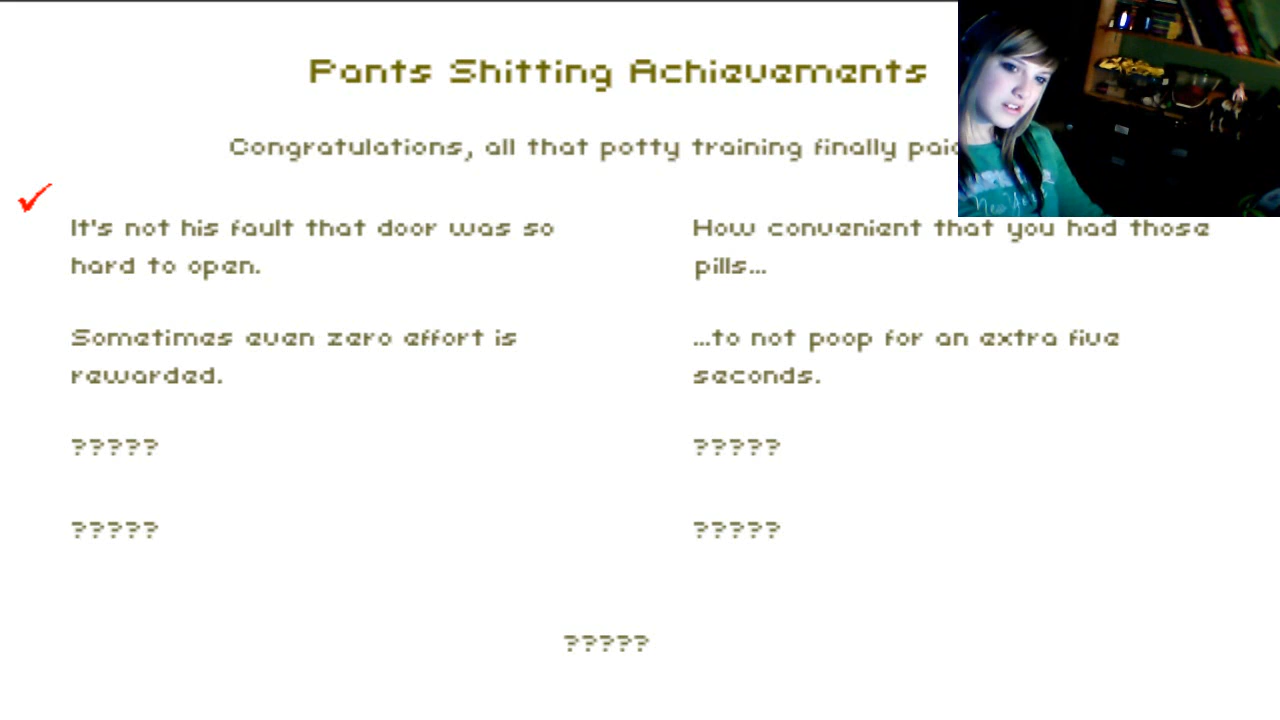 Pants Shitting Achievements
Congratulations, all that potty training finally paid
It's not his fault that door was so
hard to open.
How convenient that you had those
pills...
Sometimes even zero effort is
rewarded.
...to not poop for an extra five
seconds.
?????
?????
?????
?????
?????
New York